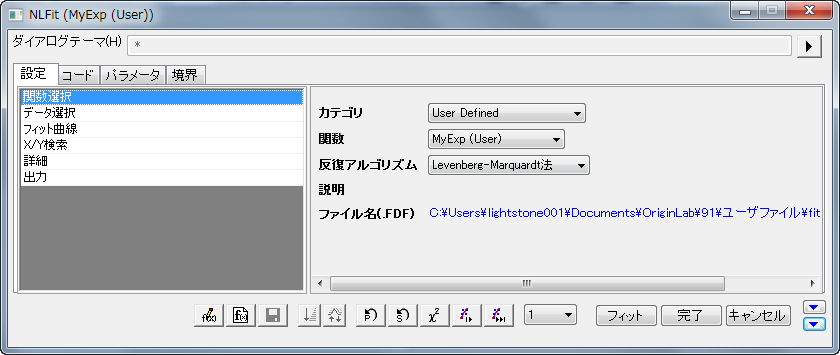 NLFit (MyExp (User))
ダイアログテーマ(H) *
設定 コード パラメータ 境界
関数選択
データ選択
フィット曲線
X/Y検索
詳細
出力
カテゴリ User Defined
関数 MyExp (User)
反復アルゴリズム Levenberg-Marquardt法
説明
ファイル名(.FDF) C:¥Users¥lightstone001¥Documents¥OriginLab¥91¥ユーザファイル¥fit
f(x) f(x) P S χ² 1 フィット 完了 キャンセル